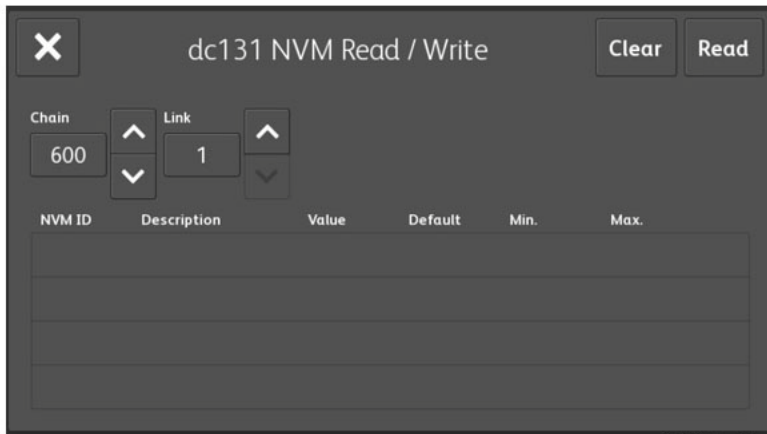 dc131 NVM Read / Write
Clear
Read
Chain
Link
600
1
NVM ID Description Value Default Min. Max.